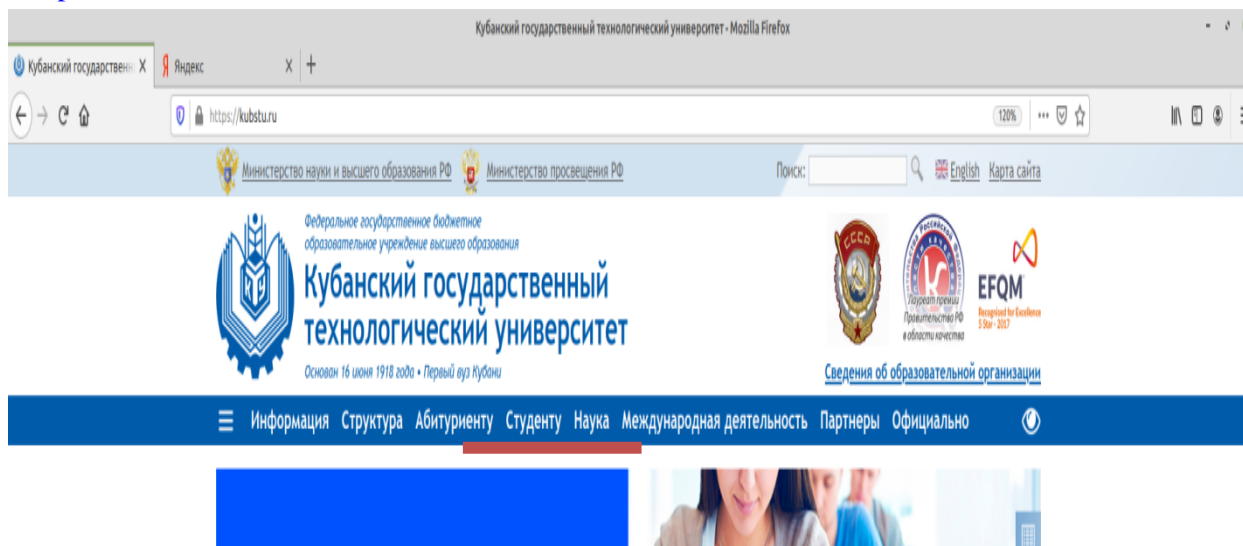 Кубанский государственный технологический университет - Mozilla Firefox
Кубанский государственн
Яндекс
https://kubstu.ru
120%
Министерство науки и высшего образования РФ
Министерство просвещения РФ
Поиск:
English
Карта сайта
Федеральное государственное бюджетное
образовательное учреждение высшего образования
Кубанский государственный
технологический университет
Основан 16 июня 1918 года • Первый вуз Кубани
СССР
Лауреат премии
Правительства РФ
в области качества
EFQM
Recognised for Excellence
5 Star - 2017
Сведения об образовательной организации
Информация Структура Абитуриенту Студенту Наука Международная деятельность Партнеры Официально